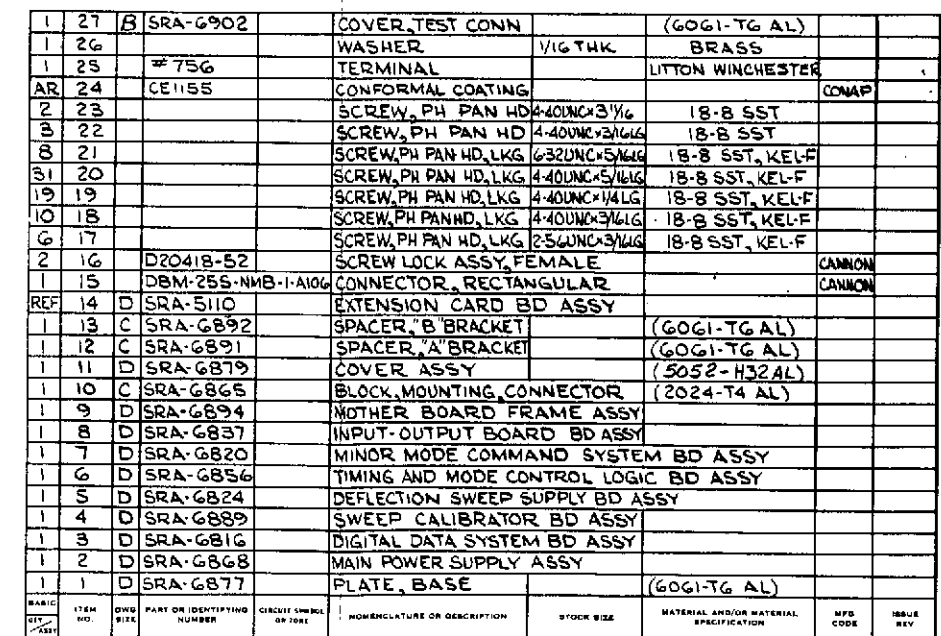 1 27 B SRA-6902 COVER, TEST CONN (6061-T6 AL)
1 26 WASHER 1/16 THK BRASS
1 25 #756 TERMINAL LITTON WINCHESTER
AR 24 CE1155 CONFORMAL COATING CONAP
2 23 SCREW, PH PAN HD 4-40UNC×3 1/16 18-8 SST
3 22 SCREW, PH PAN HD 4-40UNC×3/16LG 18-8 SST
8 21 SCREW, PH PAN HD, LKG 6-32UNC×5/16LG 18-8 SST, KEL-F
31 20 SCREW, PH PAN HD, LKG 4-40UNC×5/16LG 18-8 SST, KEL-F
19 19 SCREW, PH PAN HD, LKG 4-40UNC×1/4 LG 18-8 SST, KEL-F
10 18 SCREW, PH PAN HD, LKG 4-40UNC×3/16LG 18-8 SST, KEL-F
6 17 SCREW, PH PAN HD, LKG 2-56UNC×3/16LG 18-8 SST, KEL-F
2 16 D20418-52 SCREW LOCK ASSY, FEMALE CANNON
1 15 DBM-25S-NMB-1-A106 CONNECTOR, RECTANGULAR CANNON
REF 14 D SRA-5110 EXTENSION CARD BD ASSY
1 13 C SRA-6892 SPACER, "B" BRACKET (6061-T6 AL)
1 12 C SRA-6891 SPACER, "A" BRACKET (6061-T6 AL)
1 11 D SRA-6879 COVER ASSY (5052-H32 AL)
1 10 C SRA-6865 BLOCK, MOUNTING, CONNECTOR (2024-T4 AL)
1 9 D SRA-6894 MOTHER BOARD FRAME ASSY
1 8 D SRA-6837 INPUT-OUTPUT BOARD BD ASSY
1 7 D SRA-6820 MINOR MODE COMMAND SYSTEM BD ASSY
1 6 D SRA-6856 TIMING AND MODE CONTROL LOGIC BD ASSY
1 5 D SRA-6824 DEFLECTION SWEEP SUPPLY BD ASSY
1 4 D SRA-6889 SWEEP CALIBRATOR BD ASSY
1 3 D SRA-6816 DIGITAL DATA SYSTEM BD ASSY
1 2 D SRA-6868 MAIN POWER SUPPLY ASSY
1 1 D SRA-6877 PLATE, BASE (6061-T6 AL)
BASIC QTY/ASSY ITEM NO. DWG SIZE PART OR IDENTIFYING NUMBER CIRCUIT SYMBOL OR ZONE NOMENCLATURE OR DESCRIPTION STOCK SIZE MATERIAL AND/OR MATERIAL SPECIFICATION MFG CODE ISSUE REV